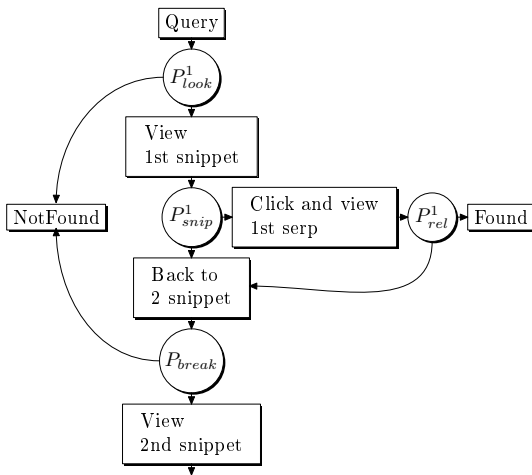 Query
P^1_look
View
1st snippet
NotFound
P^1_snip
Click and view
1st serp
P^1_rel
Found
Back to
2 snippet
P_break
View
2nd snippet